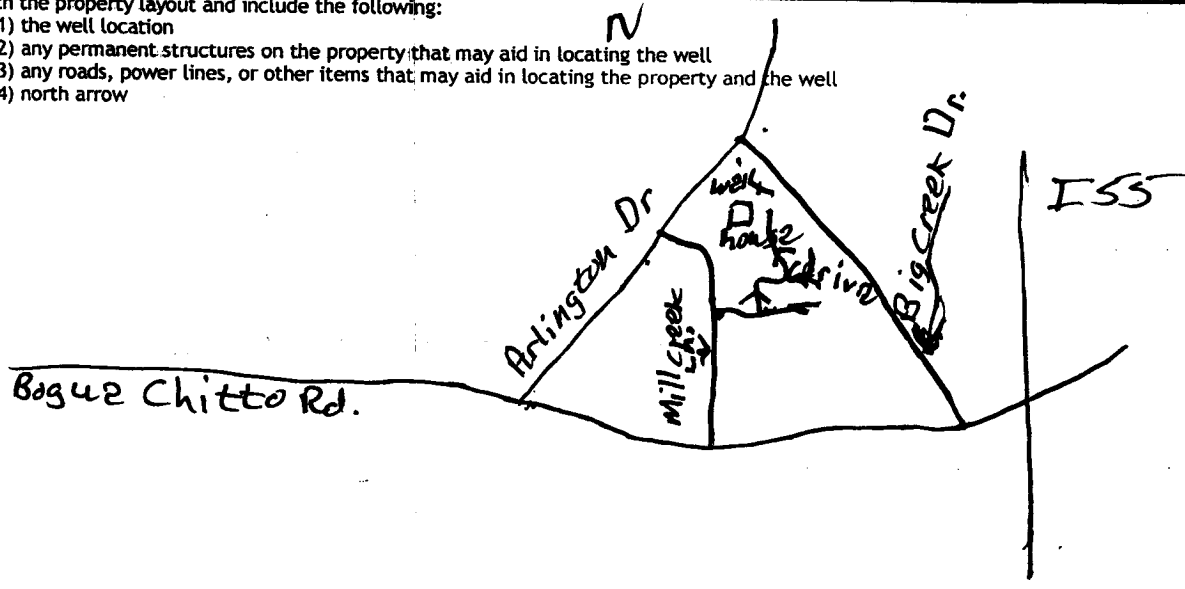 the property layout and include the following:
1) the well location
2) any permanent structures on the property that may aid in locating the well
3) any roads, power lines, or other items that may aid in locating the property and the well
4) north arrow
N
Big Creek Dr.
I55
well
house
drive
Arlington Dr
Millcreek
Ln.
Bogue Chitto Rd.